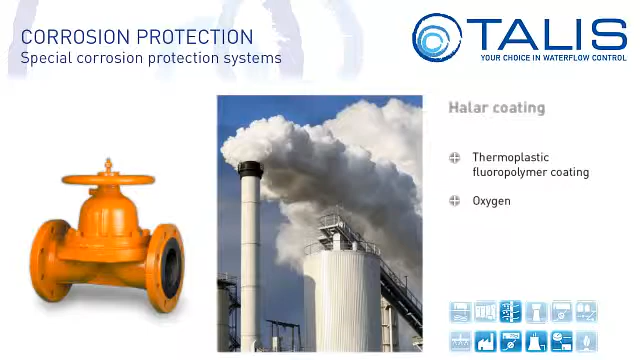 CORROSION PROTECTION
Special corrosion protection systems
TALIS
YOUR CHOICE IN WATERFLOW CONTROL
Halar coating
Thermoplastic
fluoropolymer coating
Oxygen